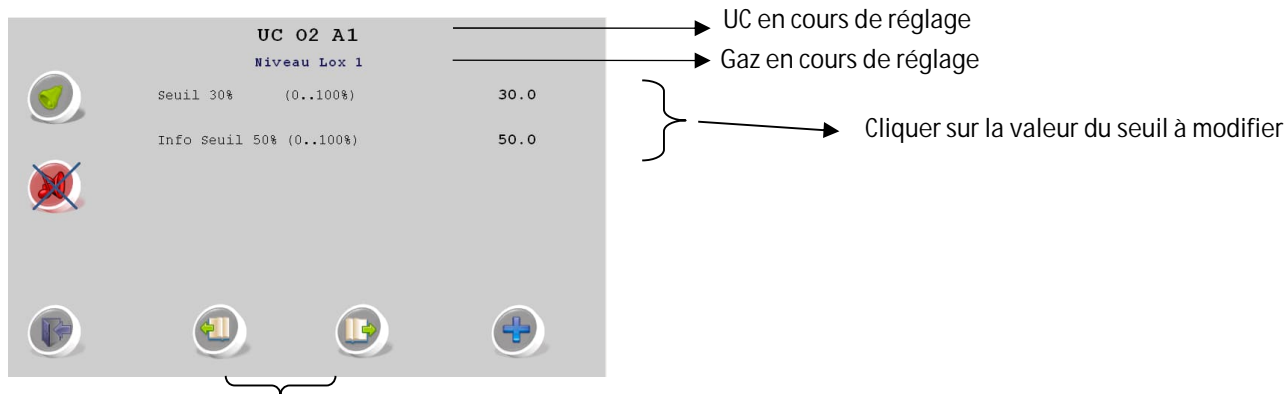 UC O2 A1
UC en cours de réglage
Niveau Lox 1
Gaz en cours de réglage
Seuil 30% (0..100%) 30.0
Info Seuil 50% (0..100%) 50.0
Cliquer sur la valeur du seuil à modifier